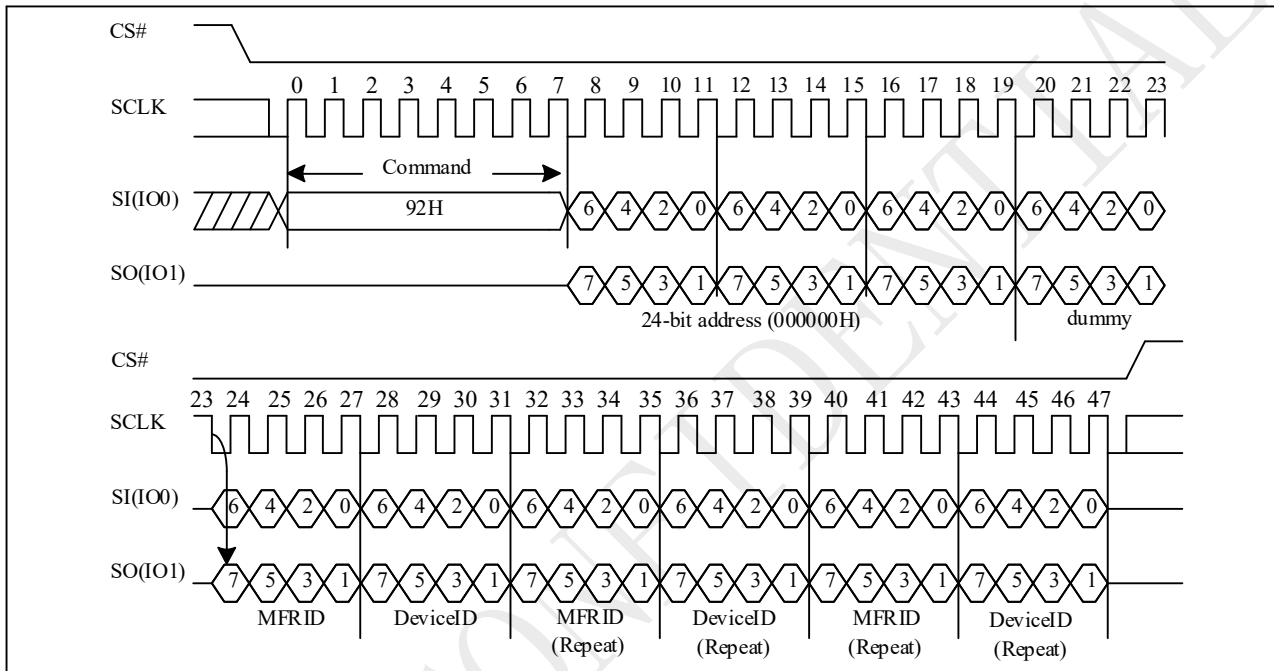 CS#
0 1 2 3 4 5 6 7 8 9 10 11 12 13 14 15 16 17 18 19 20 21 22 23
SCLK
Command
SI(IO0) 92H 6 4 2 0 6 4 2 0 6 4 2 0 6 4 2 0
SO(IO1) 7 5 3 1 7 5 3 1 7 5 3 1 7 5 3 1
24-bit address (000000H) dummy
CS#
23 24 25 26 27 28 29 30 31 32 33 34 35 36 37 38 39 40 41 42 43 44 45 46 47
SCLK
SI(IO0) 6 4 2 0 6 4 2 0 6 4 2 0 6 4 2 0 6 4 2 0 6 4 2 0
SO(IO1) 7 5 3 1 7 5 3 1 7 5 3 1 7 5 3 1 7 5 3 1 7 5 3 1
MFRID DeviceID MFRID DeviceID MFRID DeviceID
(Repeat) (Repeat) (Repeat) (Repeat)